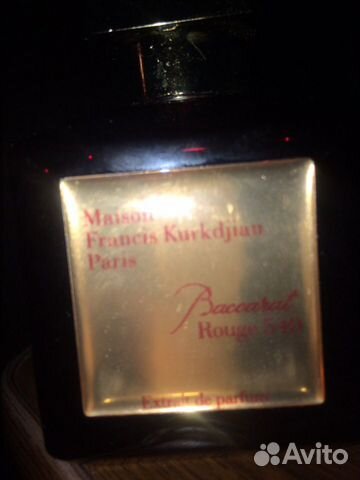 Maison
Francis Kurkdjian
Paris
Baccarat
Rouge 540
Extrait de parfum
Avito